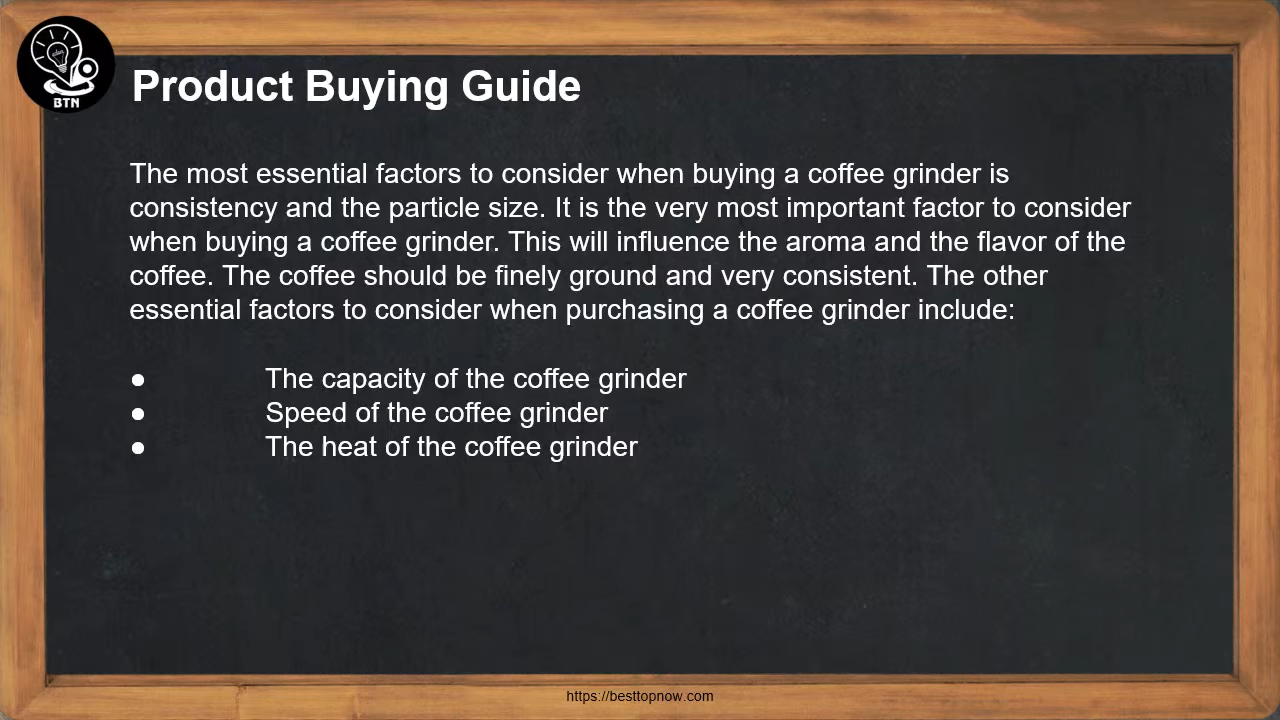 BTN
Product Buying Guide
The most essential factors to consider when buying a coffee grinder is
consistency and the particle size. It is the very most important factor to consider
when buying a coffee grinder. This will influence the aroma and the flavor of the
coffee. The coffee should be finely ground and very consistent. The other
essential factors to consider when purchasing a coffee grinder include:
● The capacity of the coffee grinder
● Speed of the coffee grinder
● The heat of the coffee grinder
https://besttopnow.com